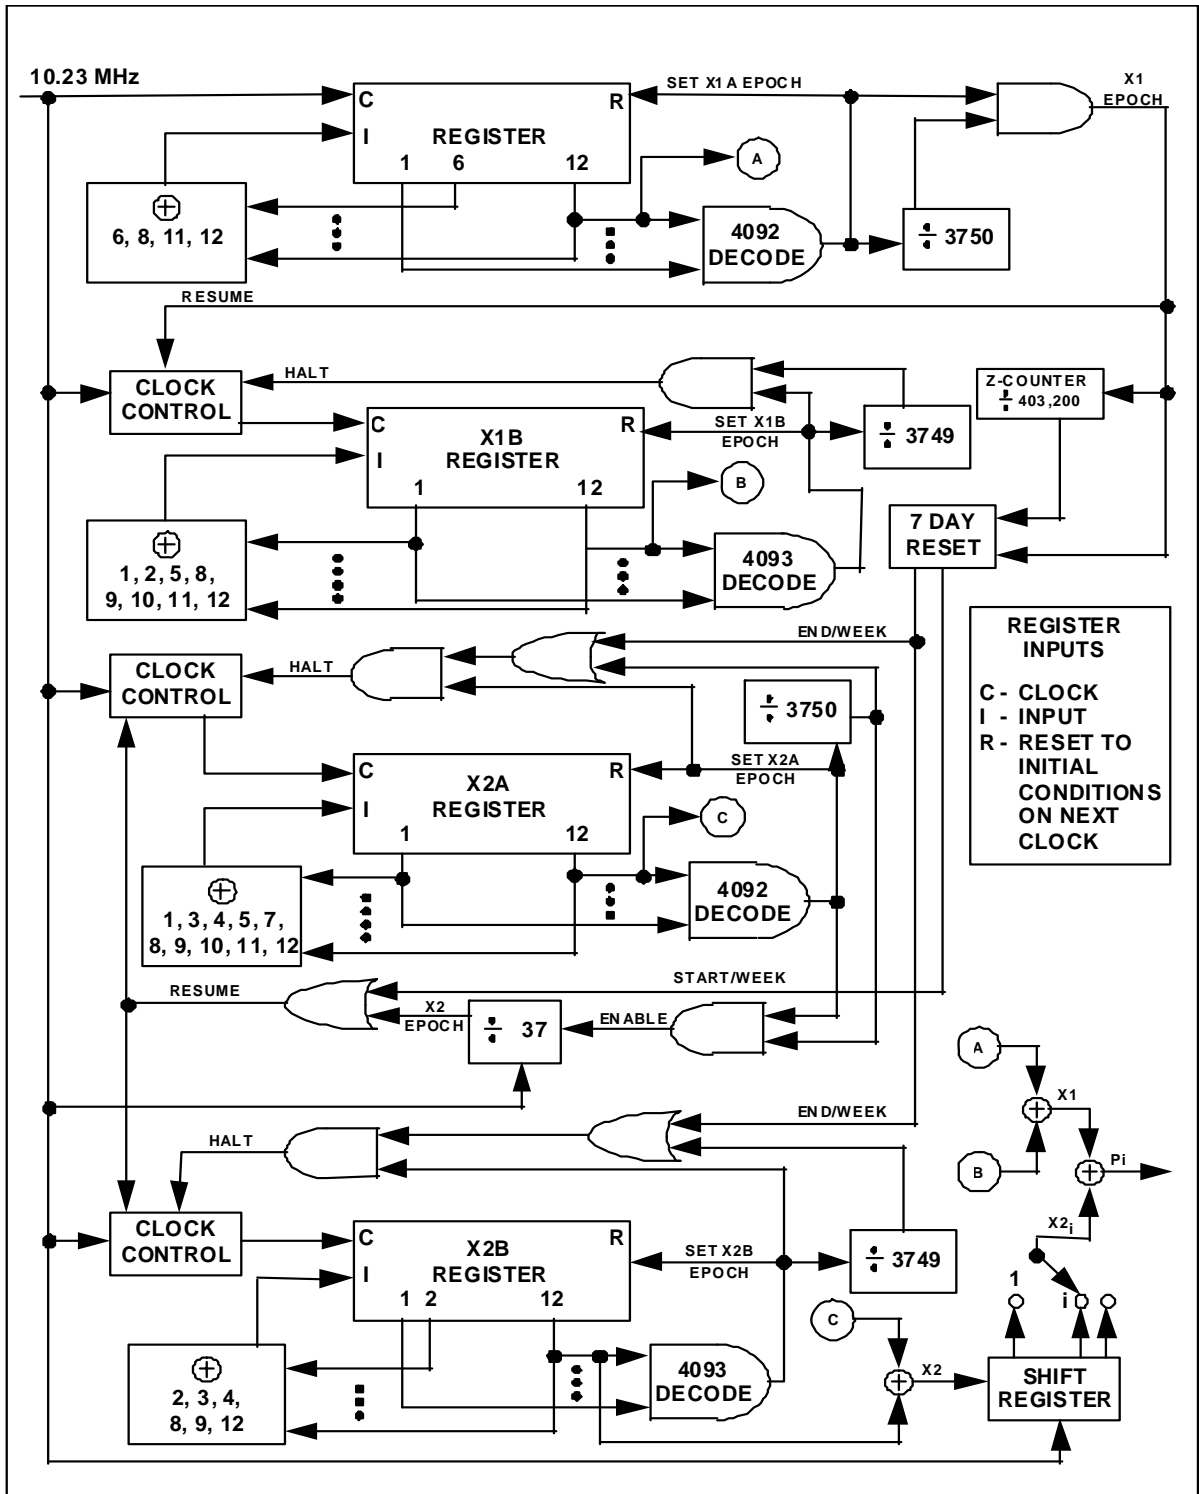 10.23 MHz
C
R
I
REGISTER
1 6 12
SET X1A EPOCH
X1
EPOCH
A
6, 8, 11, 12
4092
DECODE
÷ 3750
RESUME
CLOCK
CONTROL
HALT
Z-COUNTER
÷ 403,200
C
R
I
X1B
REGISTER
1 12
SET X1B
EPOCH
÷ 3749
B
1, 2, 5, 8,
9, 10, 11, 12
4093
DECODE
7 DAY
RESET
END/WEEK
CLOCK
CONTROL
HALT
÷ 3750
REGISTER
INPUTS
C - CLOCK
I - INPUT
R - RESET TO
INITIAL
CONDITIONS
ON NEXT
CLOCK
C
R
I
X2A
REGISTER
1 12
SET X2A
EPOCH
C
1, 3, 4, 5, 7,
8, 9, 10, 11, 12
4092
DECODE
START/WEEK
RESUME
X2
EPOCH
÷ 37
ENABLE
A
X1
B
Pi
X2i
END/WEEK
HALT
CLOCK
CONTROL
C
R
I
X2B
REGISTER
1 2 12
SET X2B
EPOCH
÷ 3749
1
i
C
2, 3, 4,
8, 9, 12
4093
DECODE
X2
SHIFT
REGISTER